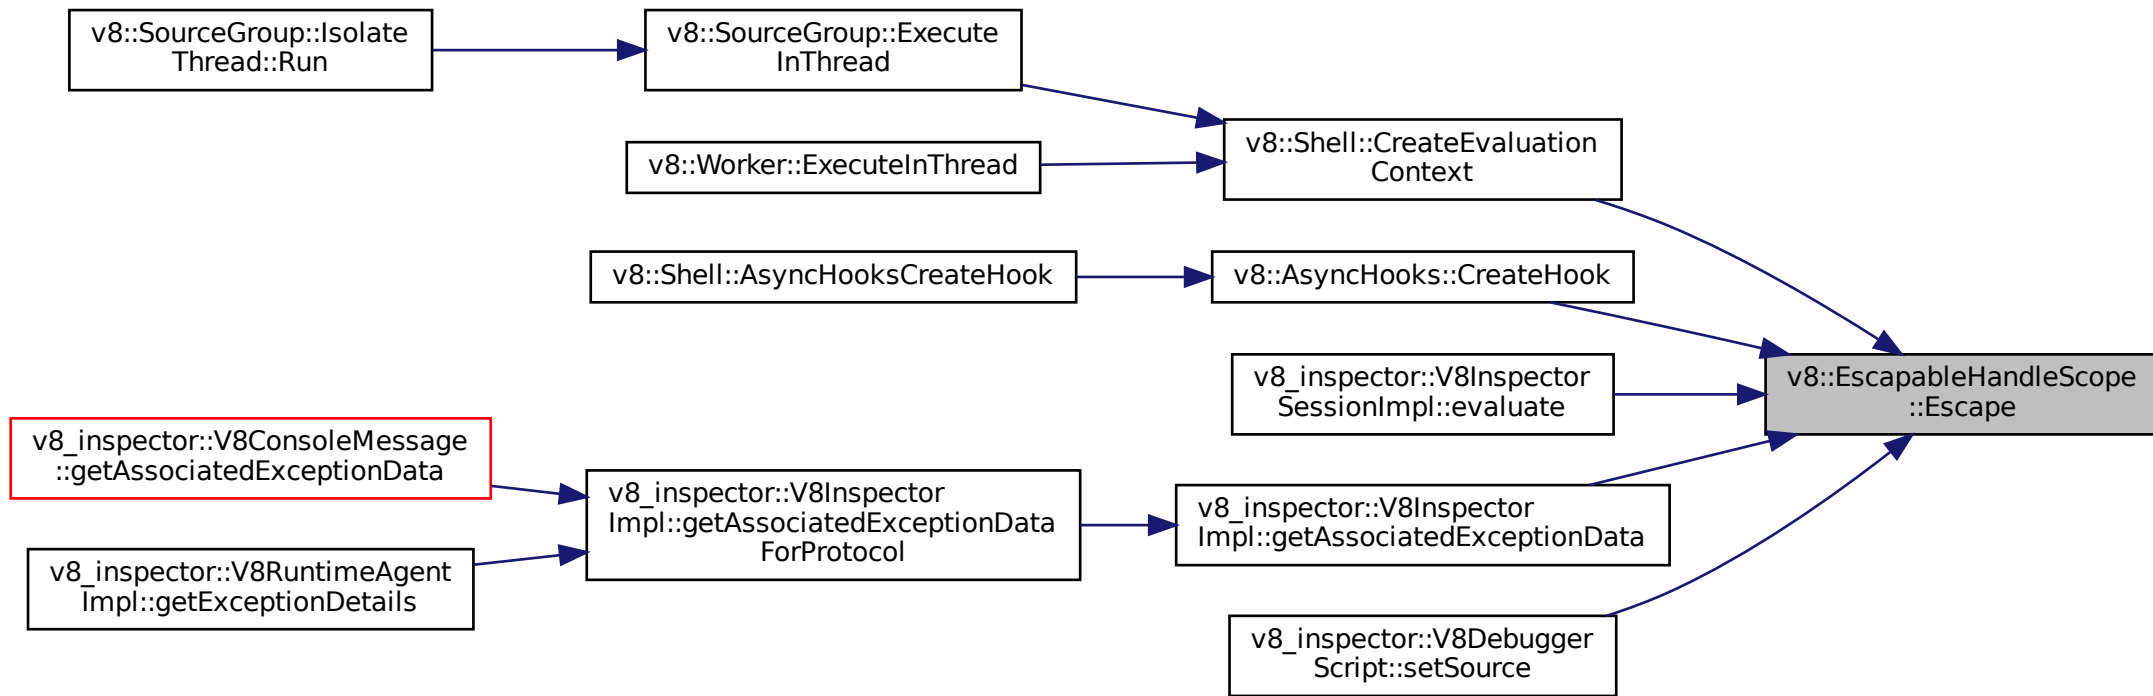 v8::SourceGroup::Isolate
Thread::Run
v8::SourceGroup::Execute
InThread
v8::Shell::CreateEvaluation
Context
v8::Worker::ExecuteInThread
v8::Shell::AsyncHooksCreateHook
v8::AsyncHooks::CreateHook
v8_inspector::V8Inspector
SessionImpl::evaluate
v8::EscapableHandleScope
::Escape
v8_inspector::V8ConsoleMessage
::getAssociatedExceptionData
v8_inspector::V8Inspector
Impl::getAssociatedExceptionData
ForProtocol
v8_inspector::V8Inspector
Impl::getAssociatedExceptionData
v8_inspector::V8RuntimeAgent
Impl::getExceptionDetails
v8_inspector::V8Debugger
Script::setSource